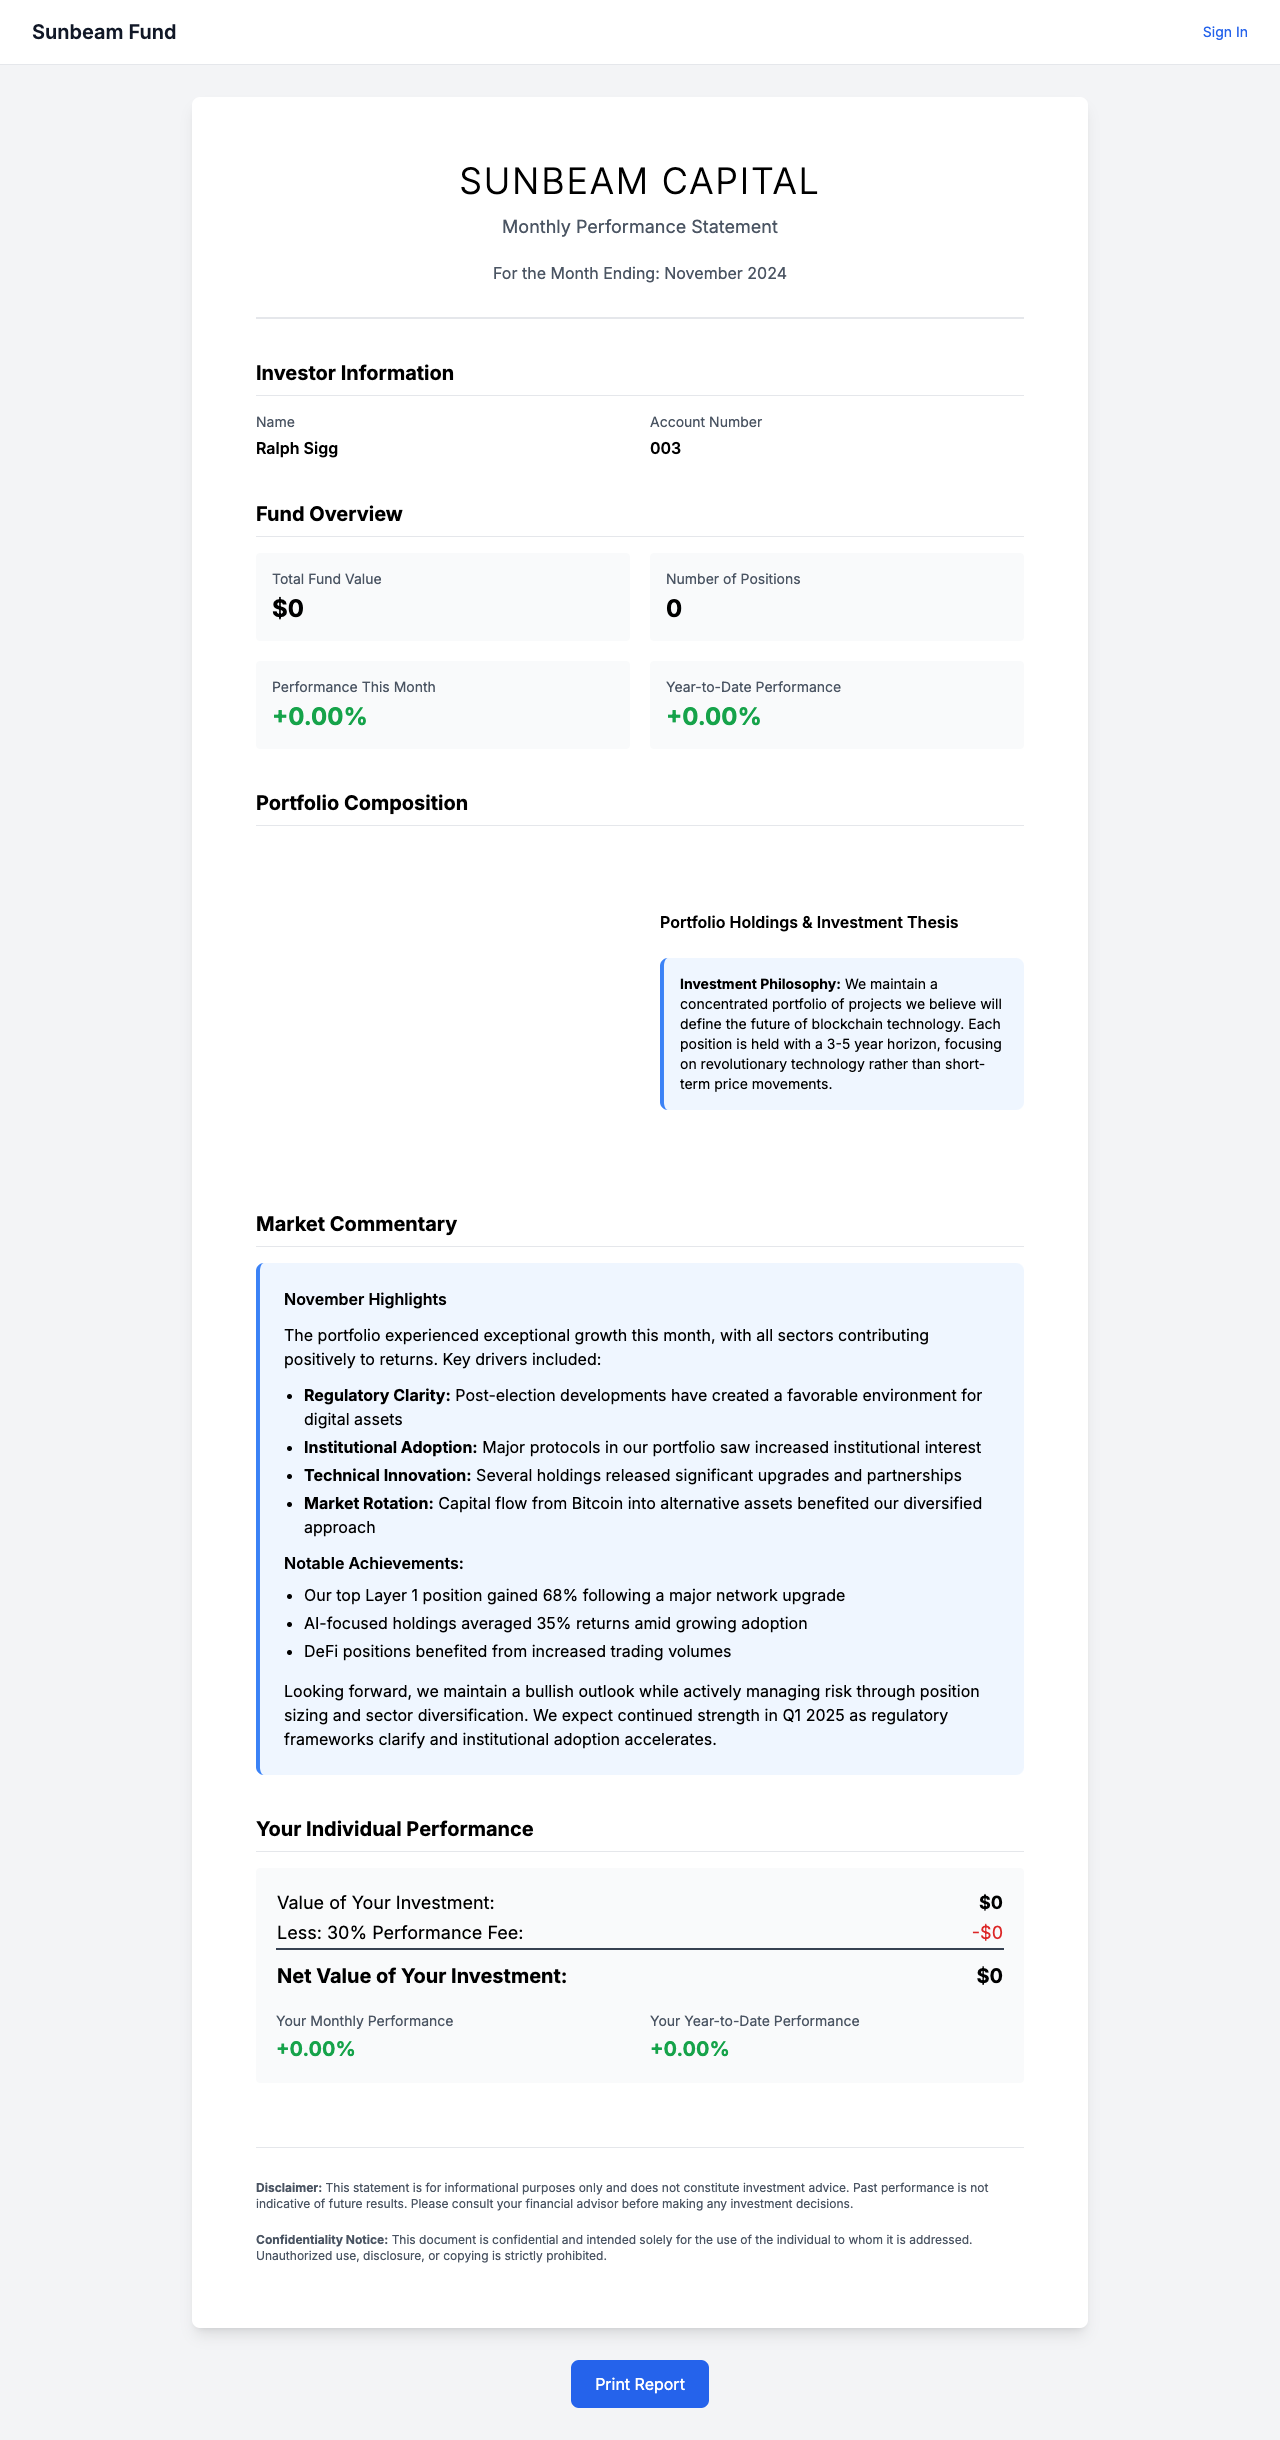 Sunbeam Fund
Sign In
SUNBEAM CAPITAL
Monthly Performance Statement
For the Month Ending: November 2024
Investor Information
Name
Account Number
Ralph Sigg
003
Fund Overview
Total Fund Value
Number of Positions
$0
0
Performance This Month
Year-to-Date Performance
+0.00%
+0.00%
Portfolio Composition
Portfolio Holdings & Investment Thesis
Investment Philosophy: We maintain a
concentrated portfolio of projects we believe will
define the future of blockchain technology. Each
position is held with a 3-5 year horizon, focusing
on revolutionary technology rather than short-
term price movements.
Market Commentary
November Highlights
The portfolio experienced exceptional growth this month, with all sectors contributing
positively to returns. Key drivers included:
• Regulatory Clarity: Post-election developments have created a favorable environment for
digital assets
• Institutional Adoption: Major protocols in our portfolio saw increased institutional interest
• Technical Innovation: Several holdings released significant upgrades and partnerships
• Market Rotation: Capital flow from Bitcoin into alternative assets benefited our diversified
approach
Notable Achievements:
• Our top Layer 1 position gained 68% following a major network upgrade
• AI-focused holdings averaged 35% returns amid growing adoption
• DeFi positions benefited from increased trading volumes
Looking forward, we maintain a bullish outlook while actively managing risk through position
sizing and sector diversification. We expect continued strength in Q1 2025 as regulatory
frameworks clarify and institutional adoption accelerates.
Your Individual Performance
Value of Your Investment: $0
Less: 30% Performance Fee: -$0
Net Value of Your Investment: $0
Your Monthly Performance
Your Year-to-Date Performance
+0.00%
+0.00%
Disclaimer: This statement is for informational purposes only and does not constitute investment advice. Past performance is not
indicative of future results. Please consult your financial advisor before making any investment decisions.
Confidentiality Notice: This document is confidential and intended solely for the use of the individual to whom it is addressed.
Unauthorized use, disclosure, or copying is strictly prohibited.
Print Report